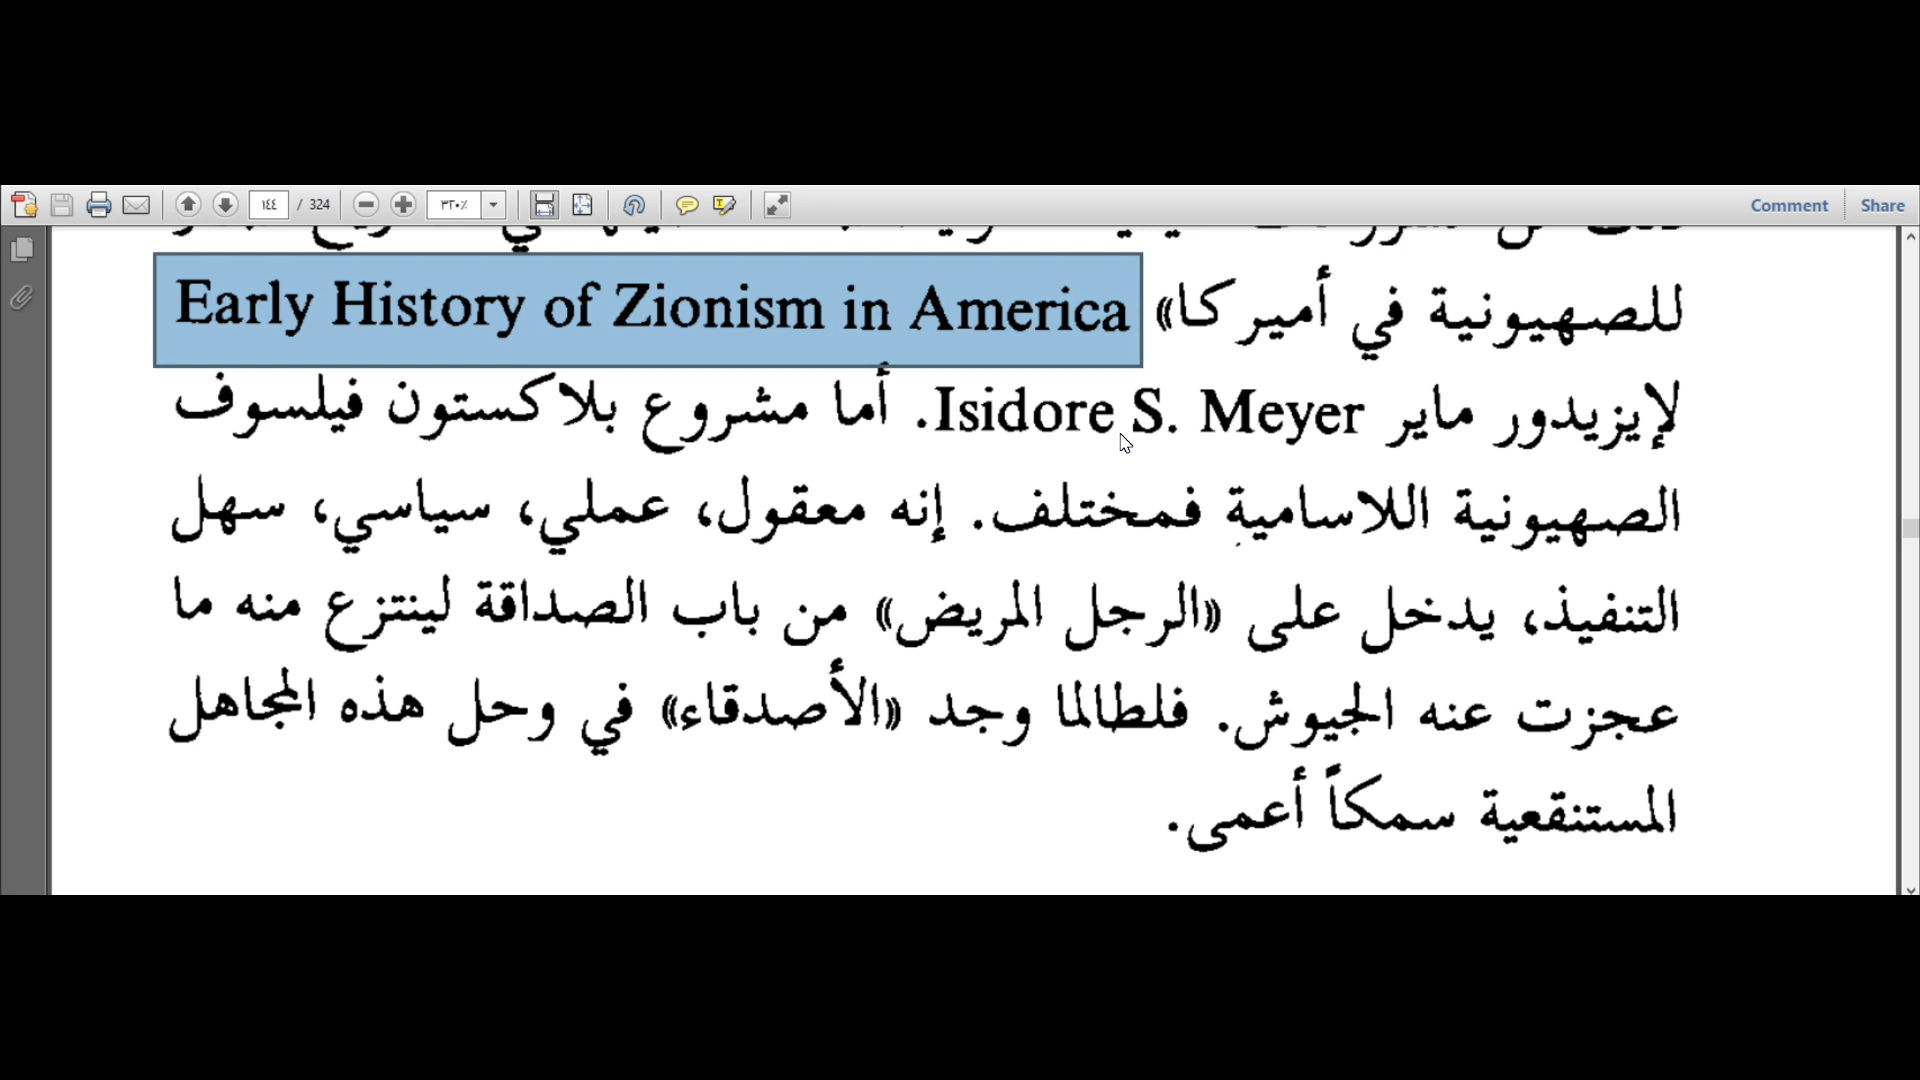 ١٤٤ / 324 ٣٢٠٪ Comment Share
للصهيونية في أميركا» Early History of Zionism in America
لإيزيدور ماير Isidore S. Meyer. أما مشروع بلاكستون فيلسوف
الصهيونية اللاسامية فمختلف. إنه معقول، عملي، سياسي، سهل
التنفيذ، يدخل على «الرجل المريض» من باب الصداقة لينتزع منه ما
عجزت عنه الجيوش. فلطالما وجد «الأصدقاء» في وحل هذه المجاهل
المستنقعية سمكاً أعمى.